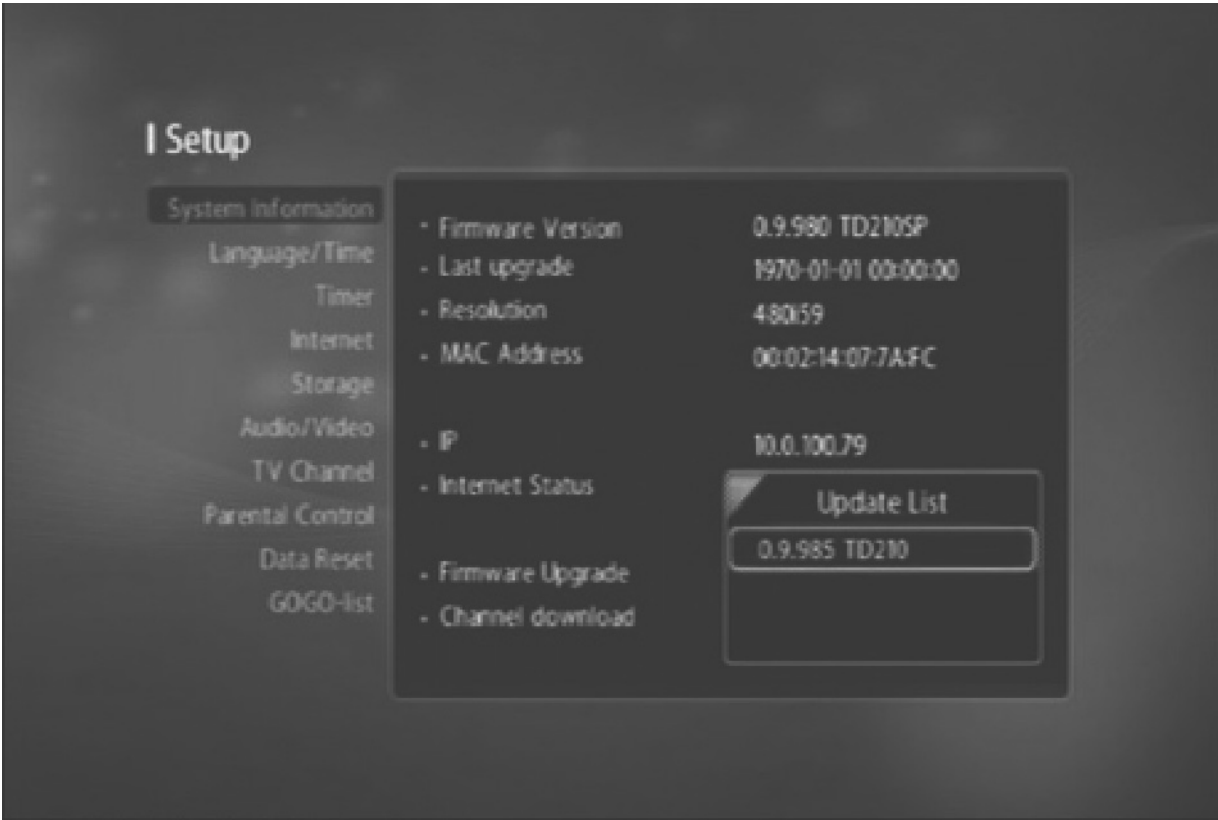 Setup
System Information
Language/Time
Timer
Internet
Storage
Audio/Video
TV Channel
Parental Control
Data Reset
GOGO-list
- Firmware Version 0.9.980 TD210SP
- Last upgrade 1970-01-01 00:00:00
- Resolution 480i59
- MAC Address 00:02:14:07:7A:FC
- IP 10.0.100.79
- Internet Status
- Firmware Upgrade
- Channel download
Update List
0.9.985 TD210